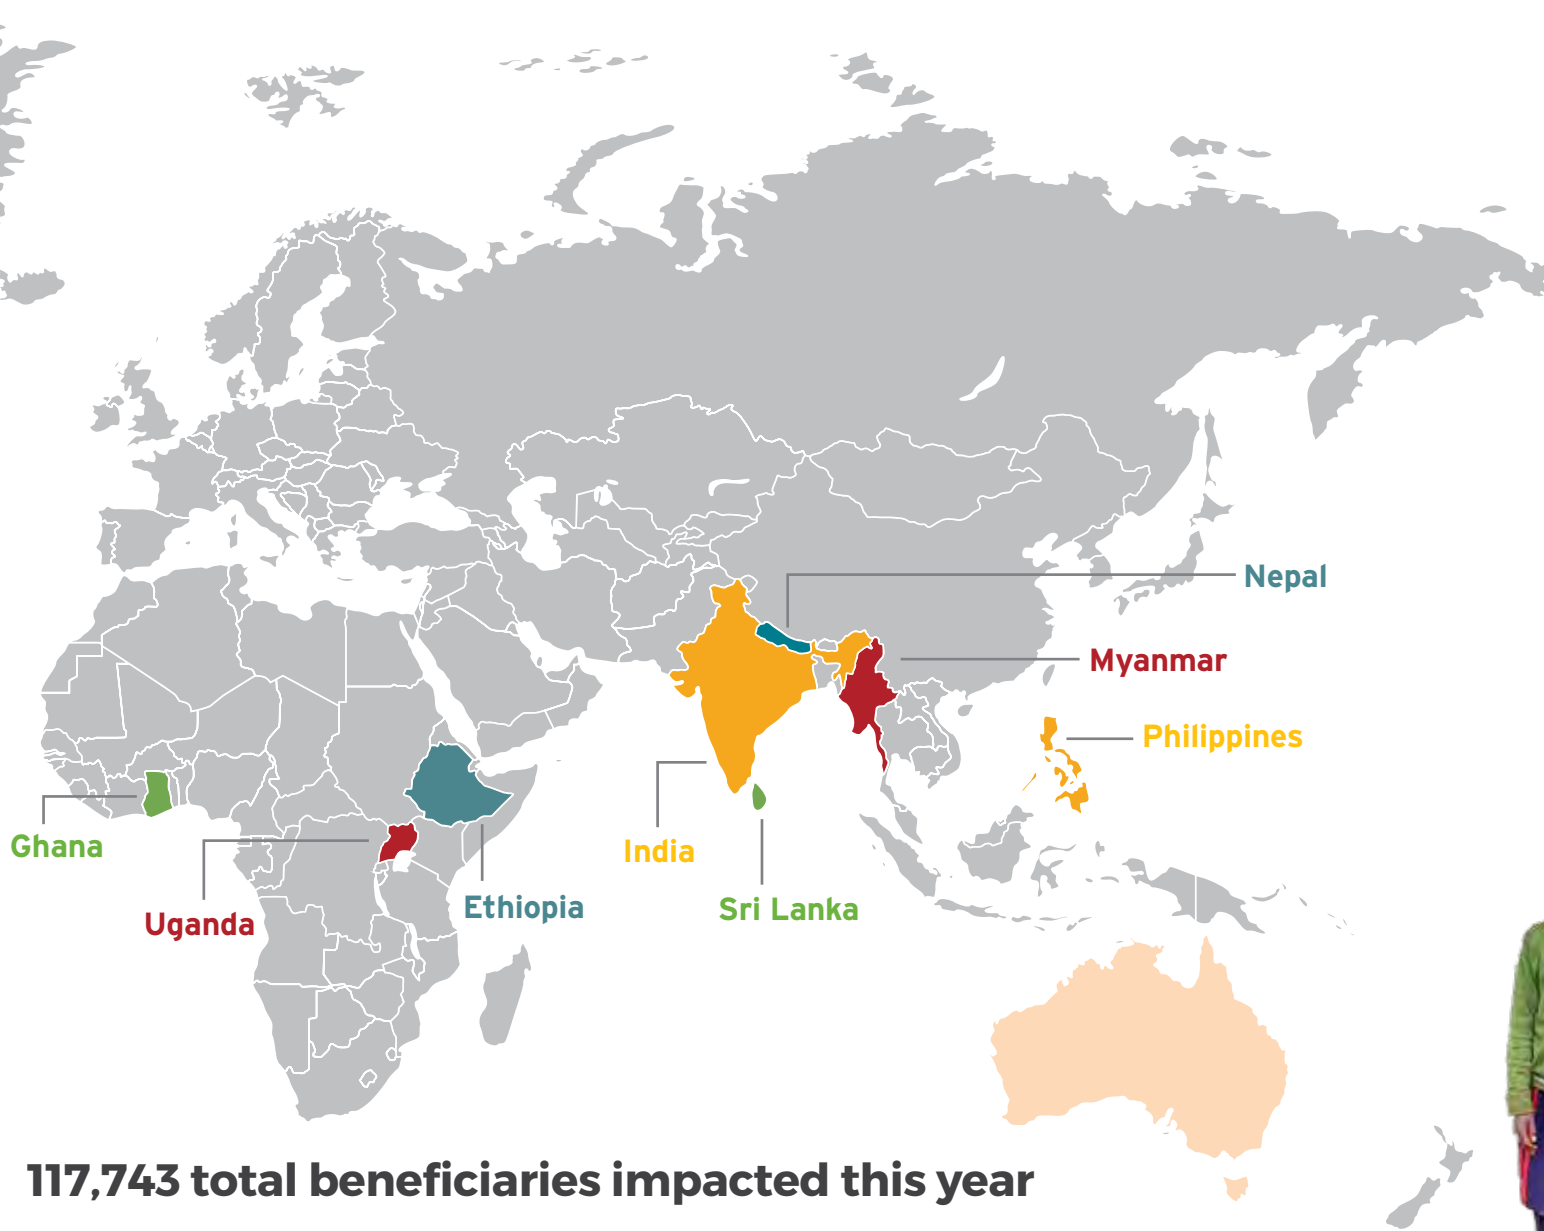 Nepal
Myanmar
Philippines
Ghana
India
Uganda
Ethiopia
Sri Lanka
117,743 total beneficiaries impacted this year